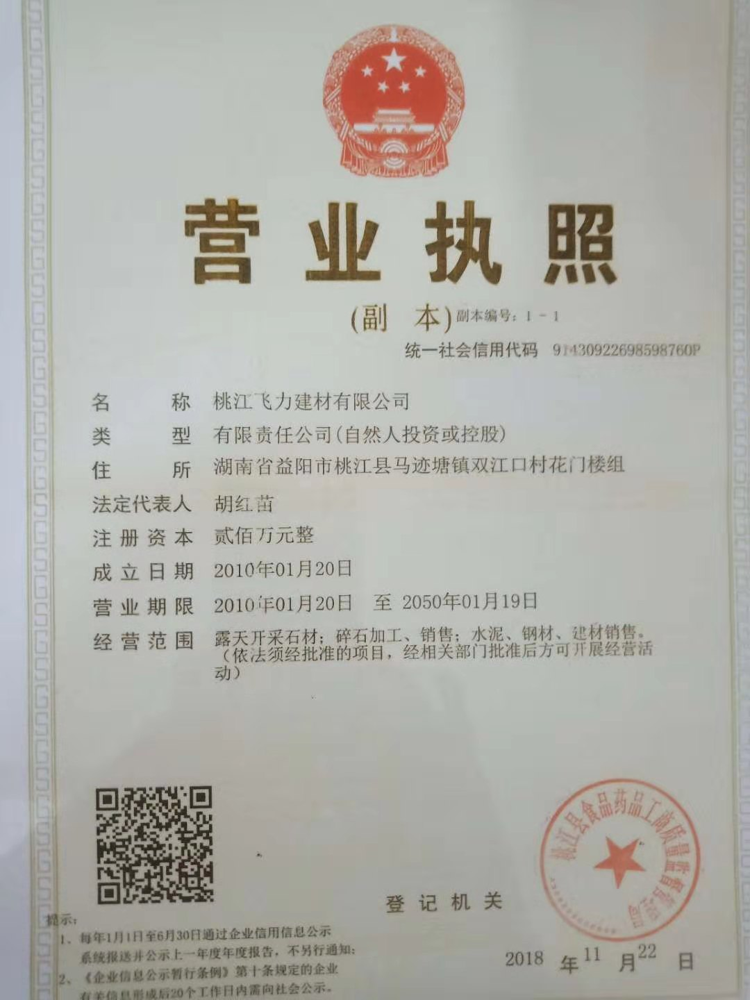 营业执照
(副 本) 副本编号：1-1
统一社会信用代码 91430922698598760P
名 称 桃江飞力建材有限公司
类 型 有限责任公司(自然人投资或控股)
住 所 湖南省益阳市桃江县马迹塘镇双江口村花门楼组
法定代表人 胡红苗
注册资本 贰佰万元整
成立日期 2010年01月20日
营业期限 2010年01月20日 至 2050年01月19日
经营范围 露天开采石材；碎石加工、销售；水泥、钢材、建材销售。
（依法须经批准的项目，经相关部门批准后方可开展经营活
动）
桃江县食品药品工商质量监督管理局
登记机关
2018年11月22日
提示：
1、每年1月1日至6月30日通过企业信用信息公示
系统报送并公示上一年度年度报告，不另行通知；
2、《企业信息公示暂行条例》第十条规定的企业
有关信息形成后20个工作日内需向社会公示。